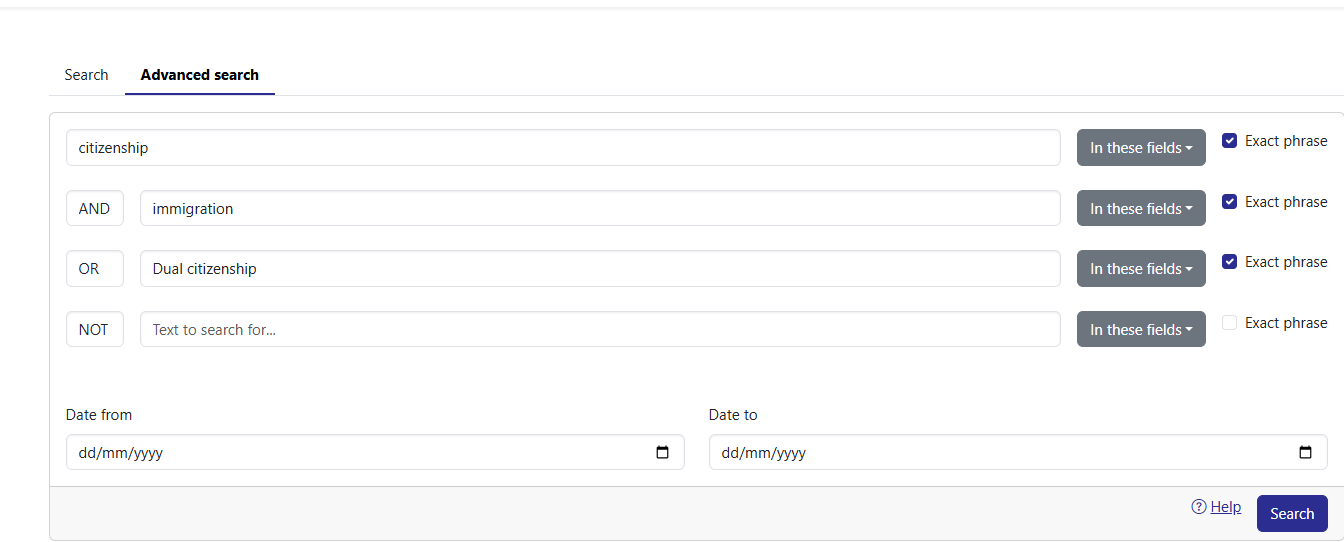 Search Advanced search
citizenship In these fields Exact phrase
AND immigration In these fields Exact phrase
OR Dual citizenship In these fields Exact phrase
NOT Text to search for... In these fields Exact phrase
Date from Date to
dd/mm/yyyy dd/mm/yyyy
? Help Search